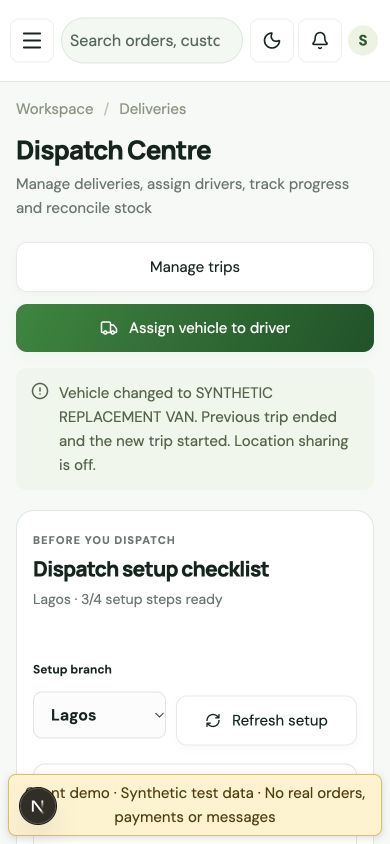 Search orders, custo
S
Workspace / Deliveries
Dispatch Centre
Manage deliveries, assign drivers, track progress
and reconcile stock
Manage trips
Assign vehicle to driver
Vehicle changed to SYNTHETIC
REPLACEMENT VAN. Previous trip ended
and the new trip started. Location sharing
is off.
BEFORE YOU DISPATCH
Dispatch setup checklist
Lagos · 3/4 setup steps ready
Setup branch
Lagos
Refresh setup
demo · Synthetic test data · No real orders,
payments or messages
N